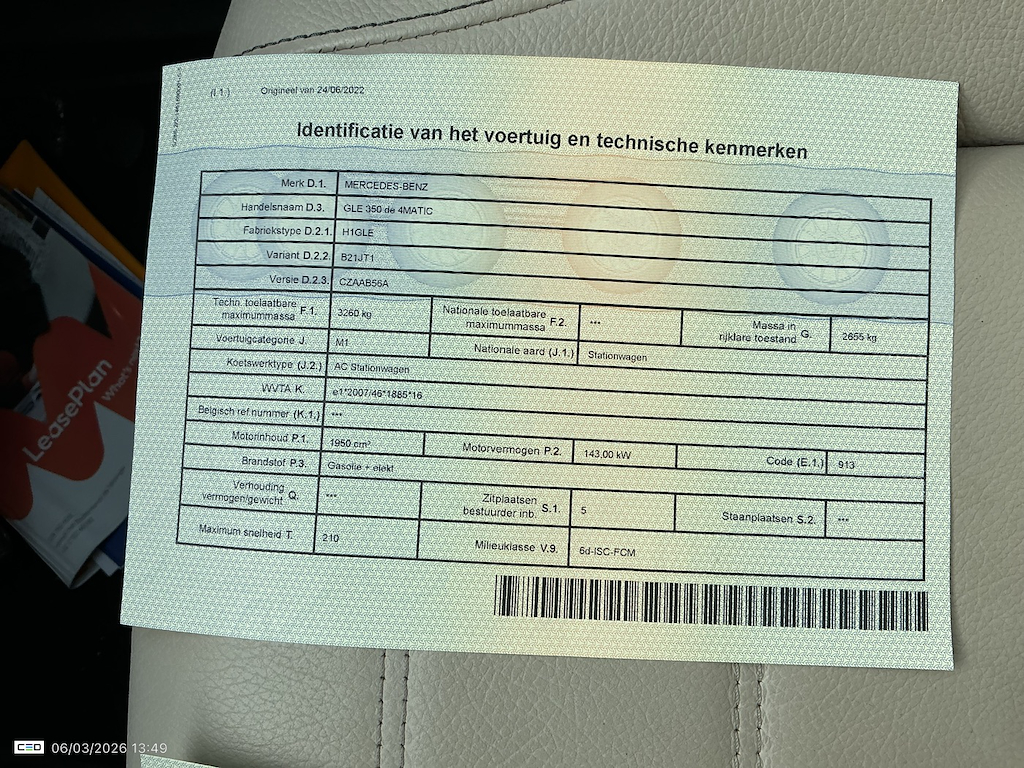 (I.1.) Origineel van 24/06/2022
Identificatie van het voertuig en technische kenmerken
Merk D.1. MERCEDES-BENZ
Handelsnaam D.3. GLE 350 de 4MATIC
Fabriekstype D.2.1. H1GLE
Variant D.2.2. B21JT1
Versie D.2.3. CZAAB56A
Techn. toelaatbare maximummassa F.1. 3260 kg Nationale toelaatbare maximummassa F.2. *** Massa in rijklare toestand G. 2655 kg
Voertuigcategorie J. M1 Nationale aard (J.1.) Stationwagen
Koetswerktype (J.2.) AC Stationwagen
WVTA K. e1*2007/46*1885*16
Belgisch ref.nummer (K.1.) ***
Motorinhoud P.1. 1950 cm³ Motorvermogen P.2. 143,00 kW Code (E.1.) 913
Brandstof P.3. Gasolie + elekt
Verhouding vermogen/gewicht Q. *** Zitplaatsen bestuurder inb. S.1. 5 Staanplaatsen S.2. ***
Maximum snelheid T. 210 Milieuklasse V.9. 6d-ISC-FCM
LeasePlan
What's
CEO 06/03/2026 13:49